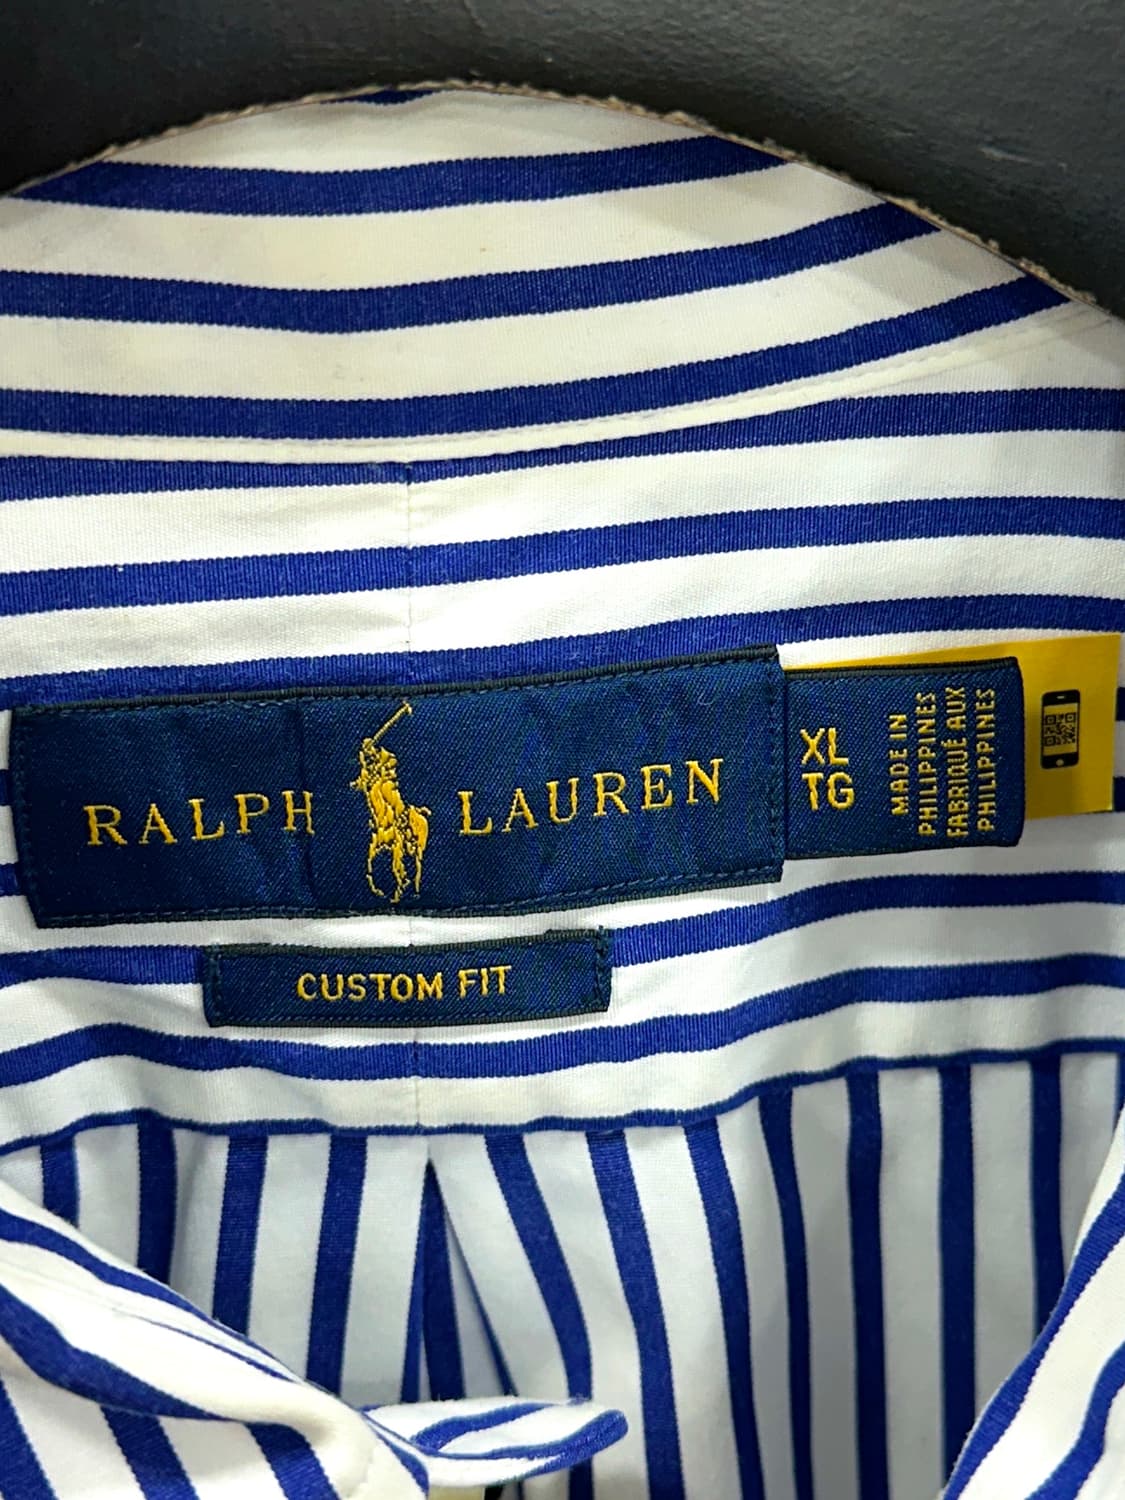 RALPH LAUREN
XL
TG
MADE IN
PHILIPPINES
FABRIQUÉ AUX
PHILIPPINES
CUSTOM FIT